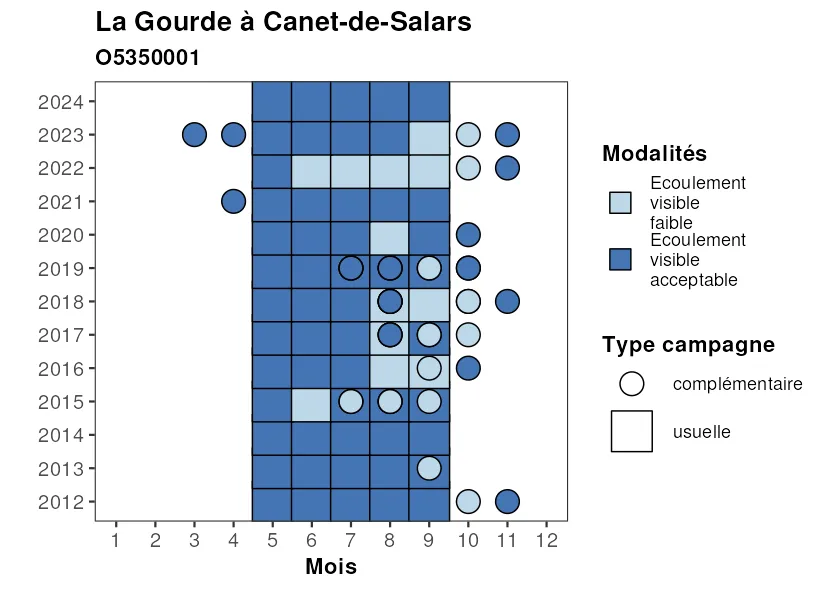 La Gourde à Canet-de-Salars
O5350001
2024
2023
2022
2021
2020
2019
2018
2017
2016
2015
2014
2013
2012
1 2 3 4 5 6 7 8 9 10 11 12
Mois
Modalités
Ecoulement
visible
faible
Ecoulement
visible
acceptable
Type campagne
complémentaire
usuelle